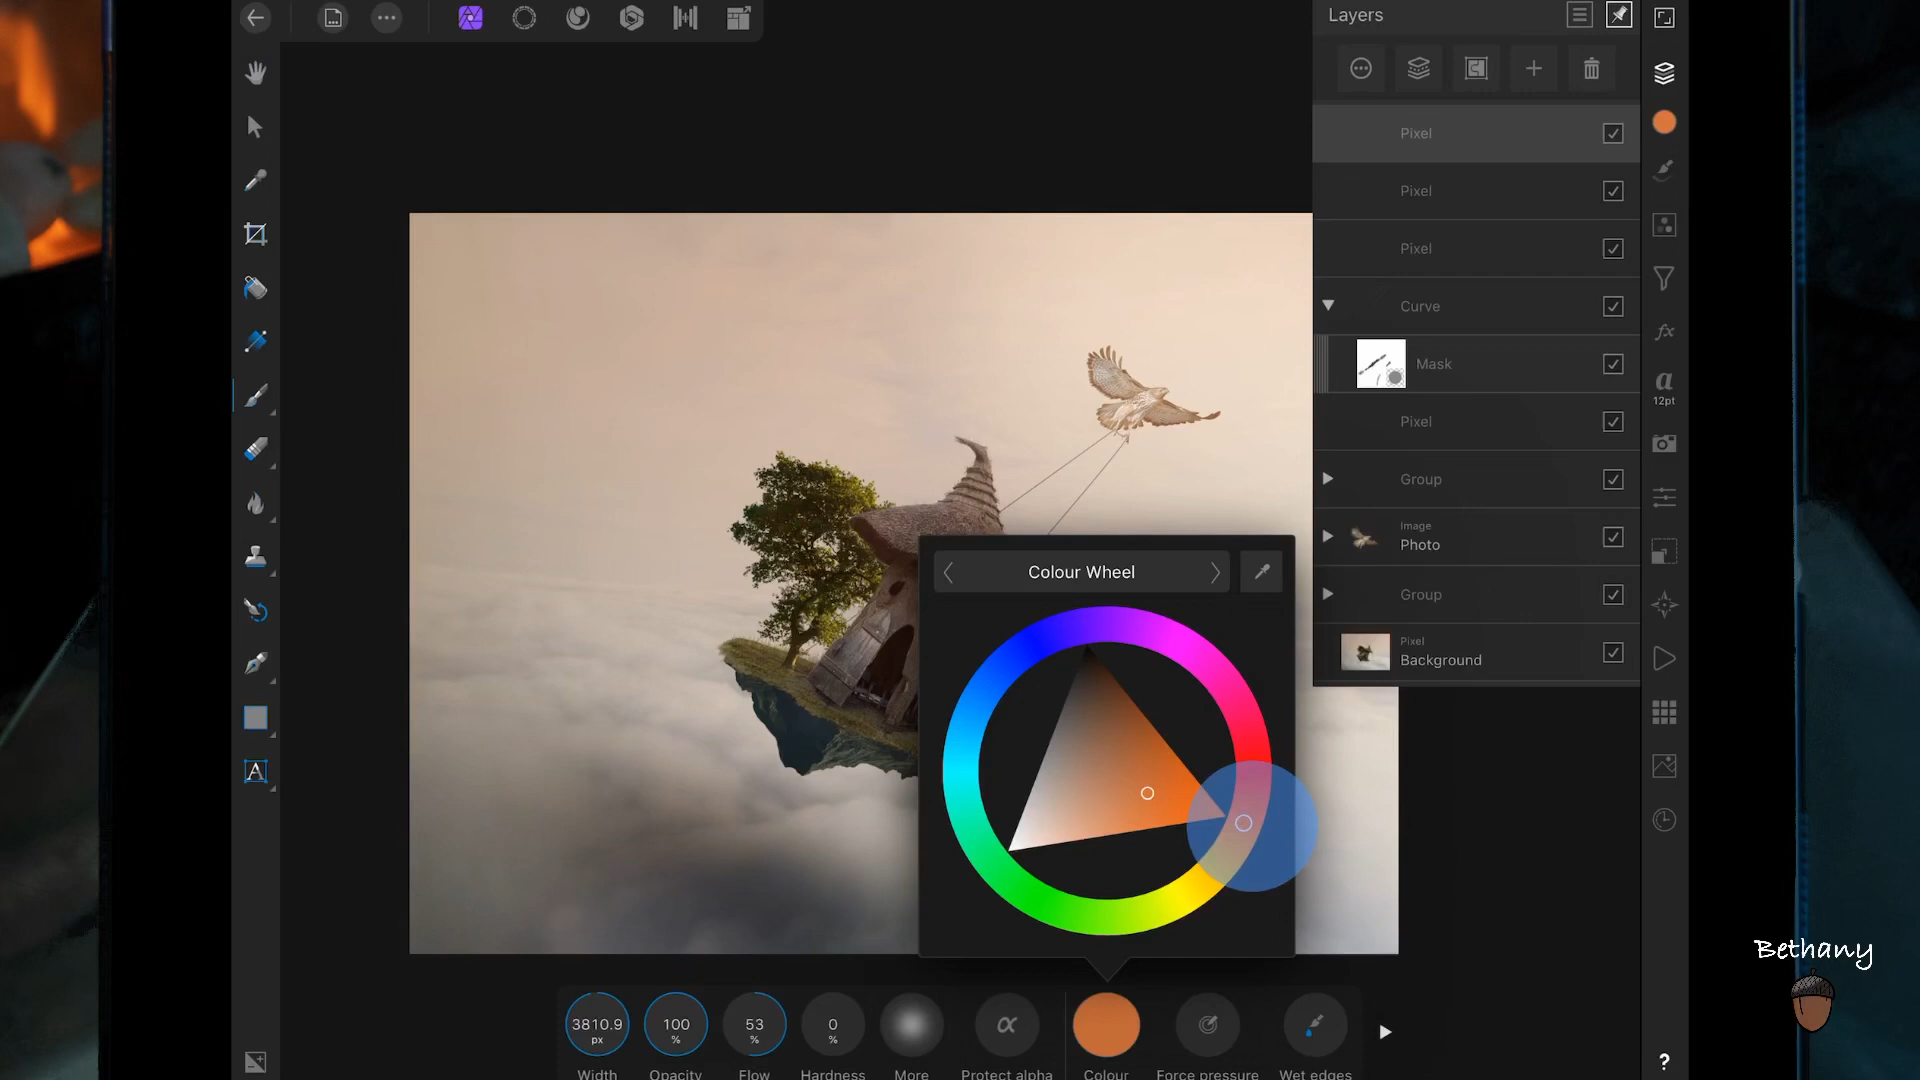 Layers
Pixel
Pixel
Pixel
Curve
Mask
Pixel
Group
Image
Photo
Group
Pixel
Background
a
12pt
A
Colour Wheel
3810.9
px
100
%
53
%
0
%
α
Width
Opacity
Flow
Hardness
More
Protect alpha
Colour
Force pressure
Wet edges
fx
?
Bethany